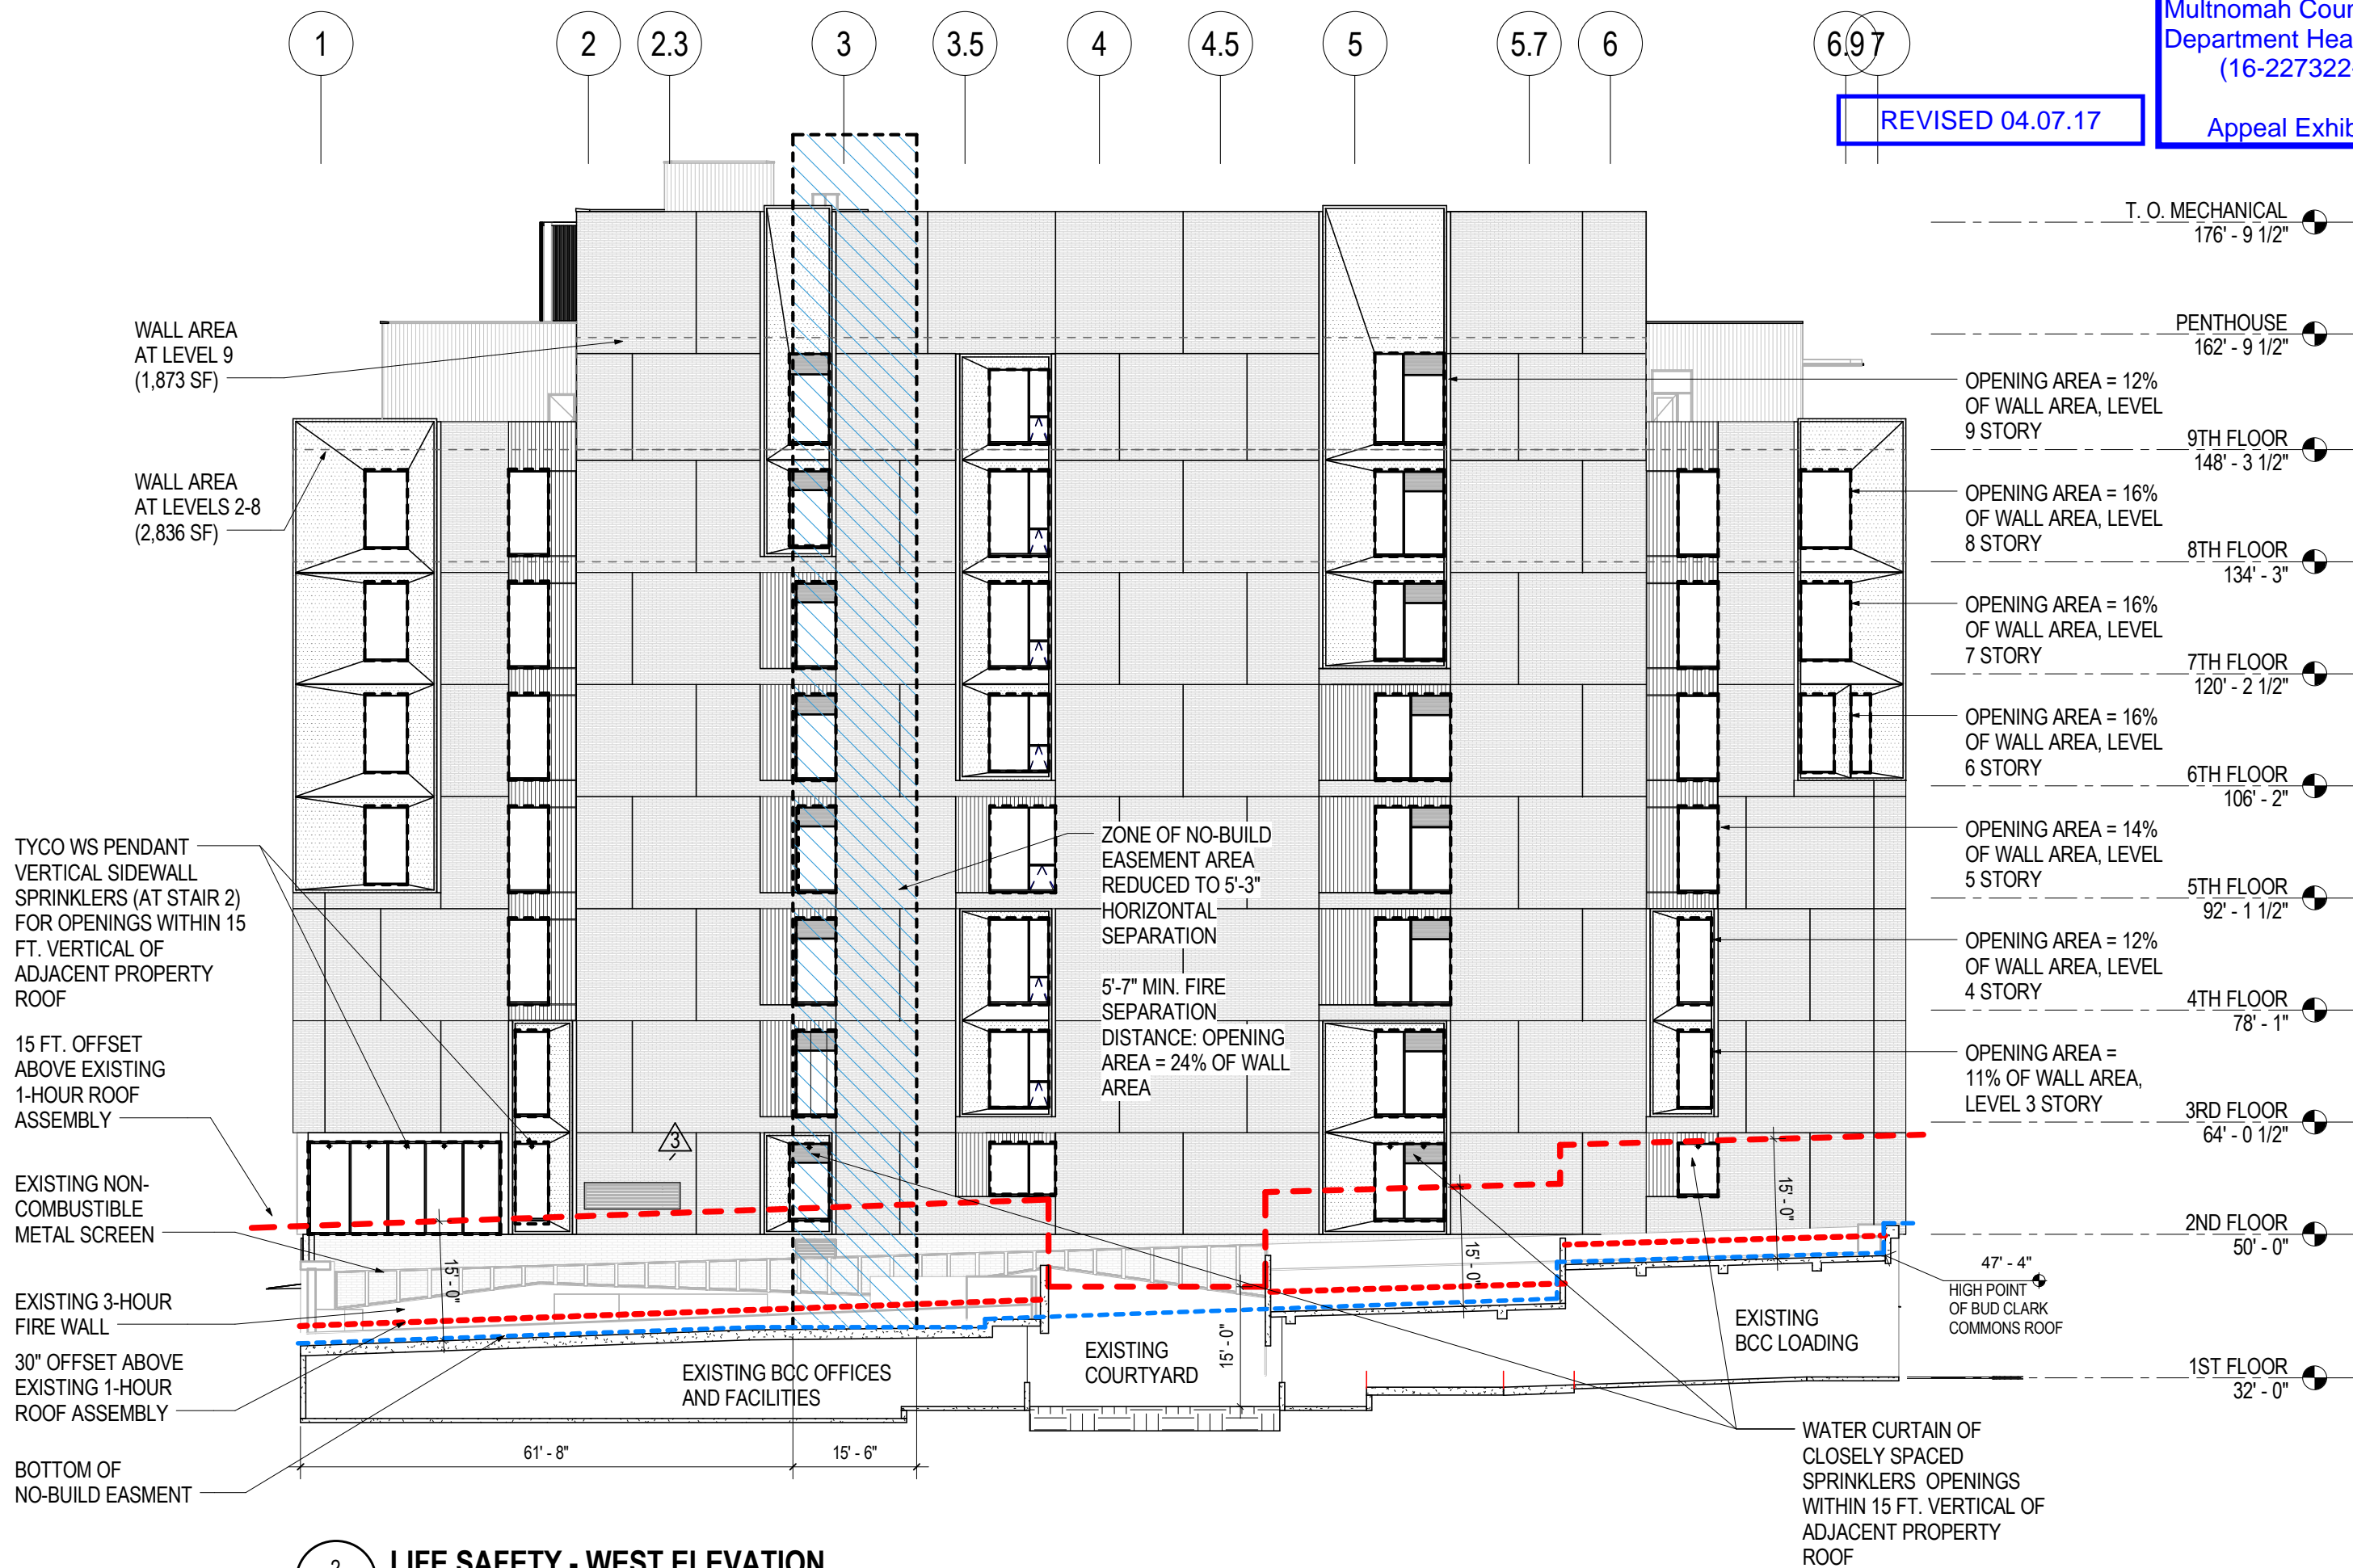 1
2
2.3
3
3.5
4
4.5
5
5.7
6
6.9
7
Department
(16-227322-
Appeal
REVISED 04.07.17
T. O. MECHANICAL
176' - 9 1/2"
PENTHOUSE
162' - 9 1/2"
9TH FLOOR
148' - 3 1/2"
8TH FLOOR
134' - 3"
7TH FLOOR
120' - 2 1/2"
6TH FLOOR
106' - 2"
5TH FLOOR
92' - 1 1/2"
4TH FLOOR
78' - 1"
3RD FLOOR
64' - 0 1/2"
2ND FLOOR
50' - 0"
1ST FLOOR
32' - 0"
47' - 4"
HIGH POINT
OF BUD CLARK
COMMONS ROOF
WALL AREA
AT LEVEL 9
(1,873 SF)
WALL AREA
AT LEVELS 2-8
(2,836 SF)
TYCO WS PENDANT
VERTICAL SIDEWALL
SPRINKLERS (AT STAIR 2)
FOR OPENINGS WITHIN 15
FT. VERTICAL OF
ADJACENT PROPERTY
ROOF
15 FT. OFFSET
ABOVE EXISTING
1-HOUR ROOF
ASSEMBLY
EXISTING NON-
COMBUSTIBLE
METAL SCREEN
EXISTING 3-HOUR
FIRE WALL
30" OFFSET ABOVE
EXISTING 1-HOUR
ROOF ASSEMBLY
BOTTOM OF
NO-BUILD EASMENT
ZONE OF NO-BUILD
EASEMENT AREA
REDUCED TO 5'-3"
HORIZONTAL
SEPARATION
5'-7" MIN. FIRE
SEPARATION
DISTANCE: OPENING
AREA = 24% OF WALL
AREA
OPENING AREA = 12%
OF WALL AREA, LEVEL
9 STORY
OPENING AREA = 16%
OF WALL AREA, LEVEL
8 STORY
OPENING AREA = 16%
OF WALL AREA, LEVEL
7 STORY
OPENING AREA = 16%
OF WALL AREA, LEVEL
6 STORY
OPENING AREA = 14%
OF WALL AREA, LEVEL
5 STORY
OPENING AREA = 12%
OF WALL AREA, LEVEL
4 STORY
OPENING AREA =
11% OF WALL AREA,
LEVEL 3 STORY
3
15' - 0"
15' - 0"
15' - 0"
15' - 0"
EXISTING BCC OFFICES
AND FACILITIES
EXISTING
COURTYARD
EXISTING
BCC LOADING
61' - 8"
15' - 6"
WATER CURTAIN OF
CLOSELY SPACED
SPRINKLERS OPENINGS
WITHIN 15 FT. VERTICAL OF
ADJACENT PROPERTY
ROOF
2
LIFE SAFETY - WEST ELEVATION